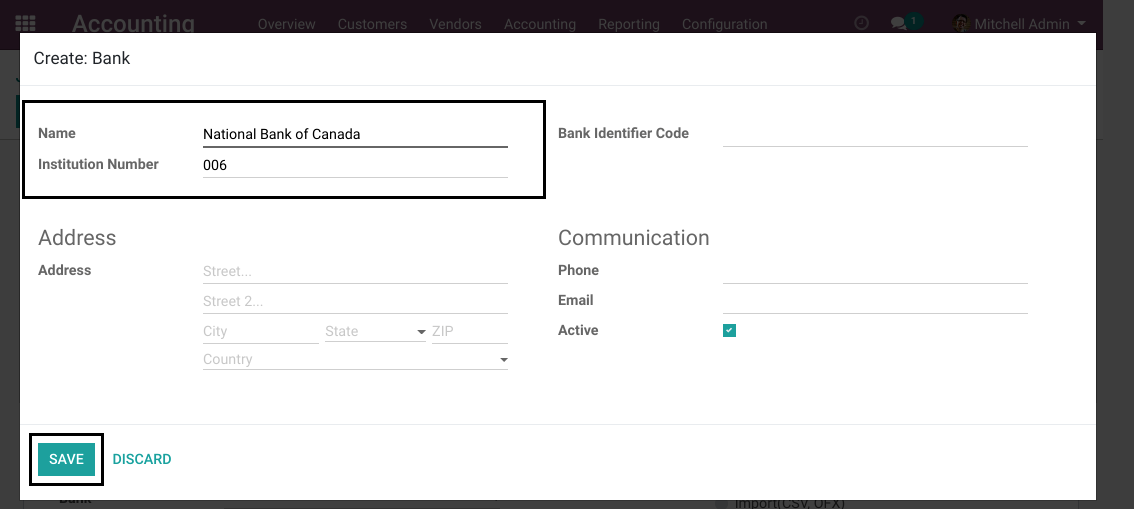 Accounting
Overview Customers Vendors Accounting Reporting Configuration 1 Mitchell Admin
Create: Bank
Name National Bank of Canada Bank Identifier Code
Institution Number 006
Address Communication
Address Street... Phone
Street 2... Email
City State ZIP Active
Country
SAVE DISCARD
Bank Import(CSV, OFX)